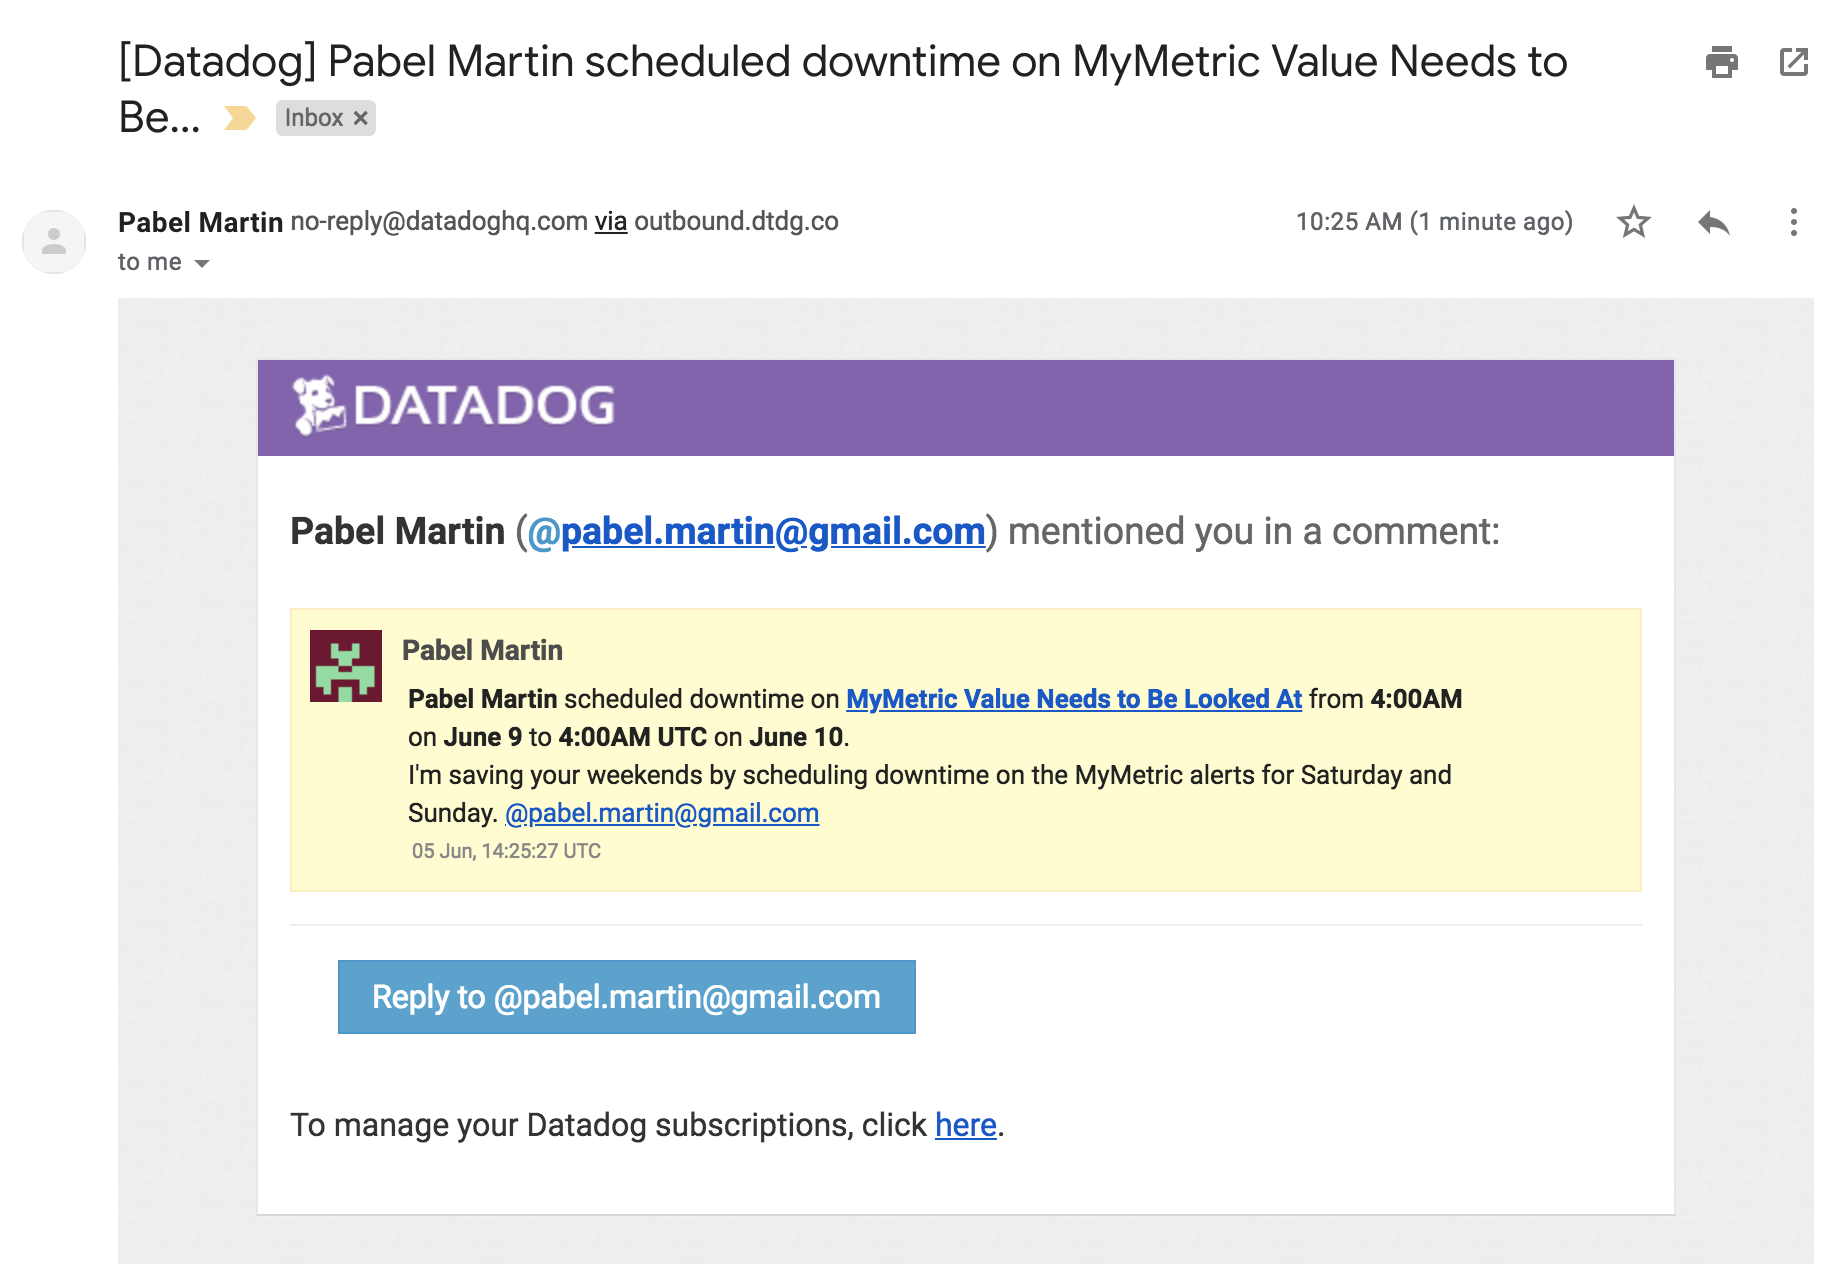 [Datadog] Pabel Martin scheduled downtime on MyMetric Value Needs to
Be... Inbox ×
Pabel Martin no-reply@datadoghq.com via outbound.dtdg.co 10:25 AM (1 minute ago)
to me
DATADOG
Pabel Martin (@pabel.martin@gmail.com) mentioned you in a comment:
Pabel Martin
Pabel Martin scheduled downtime on MyMetric Value Needs to Be Looked At from 4:00AM
on June 9 to 4:00AM UTC on June 10.
I'm saving your weekends by scheduling downtime on the MyMetric alerts for Saturday and
Sunday. @pabel.martin@gmail.com
05 Jun, 14:25:27 UTC
Reply to @pabel.martin@gmail.com
To manage your Datadog subscriptions, click here.